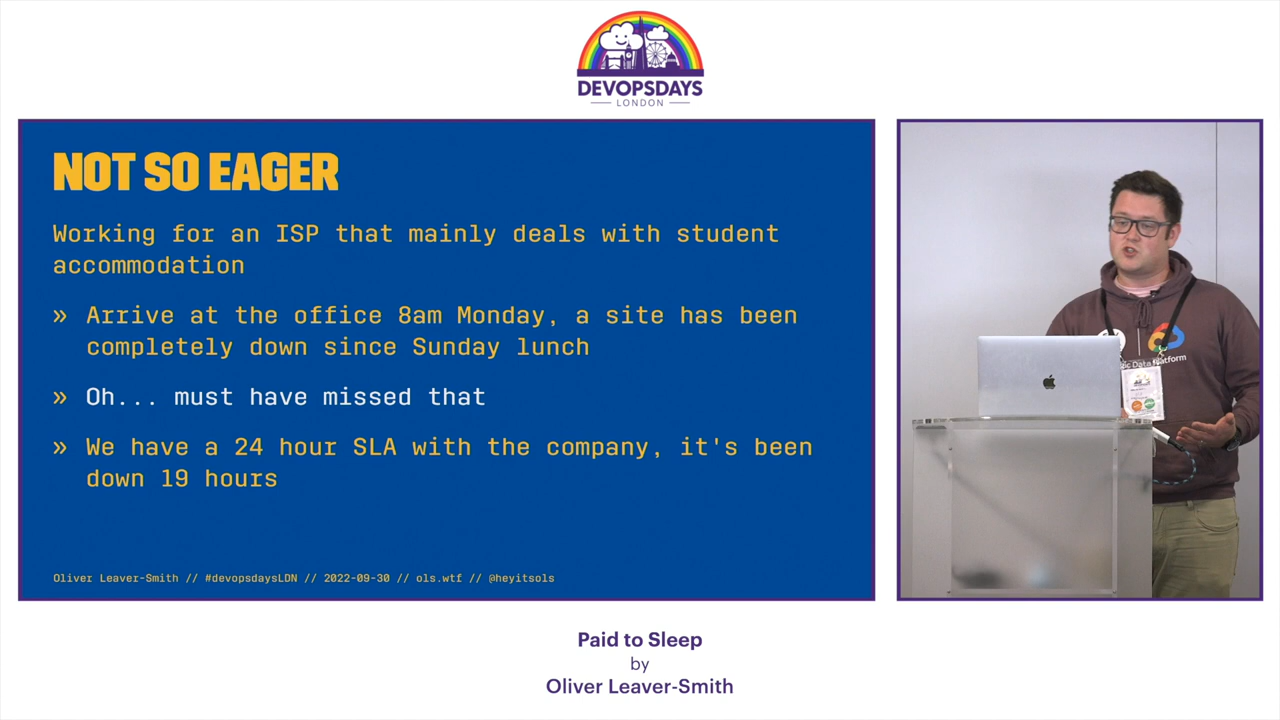 DEVOPSDAYS
LONDON
NOT SO EAGER
Working for an ISP that mainly deals with student
accommodation
» Arrive at the office 8am Monday, a site has been
completely down since Sunday lunch
» Oh... must have missed that
» We have a 24 hour SLA with the company, it's been
down 19 hours
Oliver Leaver-Smith // #devopsdaysLDN // 2022-09-30 // ols.wtf // @heyitsols
Data Platform
Paid to Sleep
by
Oliver Leaver-Smith